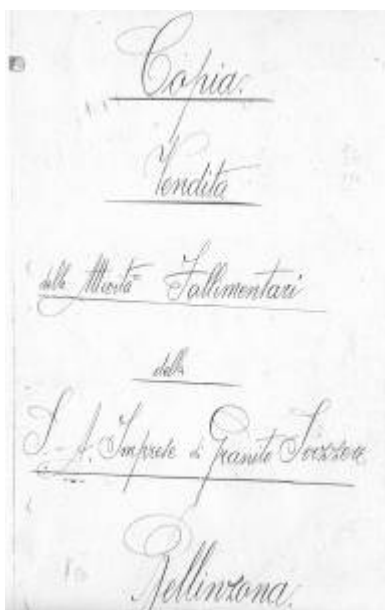 Copia.
Vendita
delle Attività Fallimentari
della
S. A. Imprese di Granito Svizzere
Bellinzona